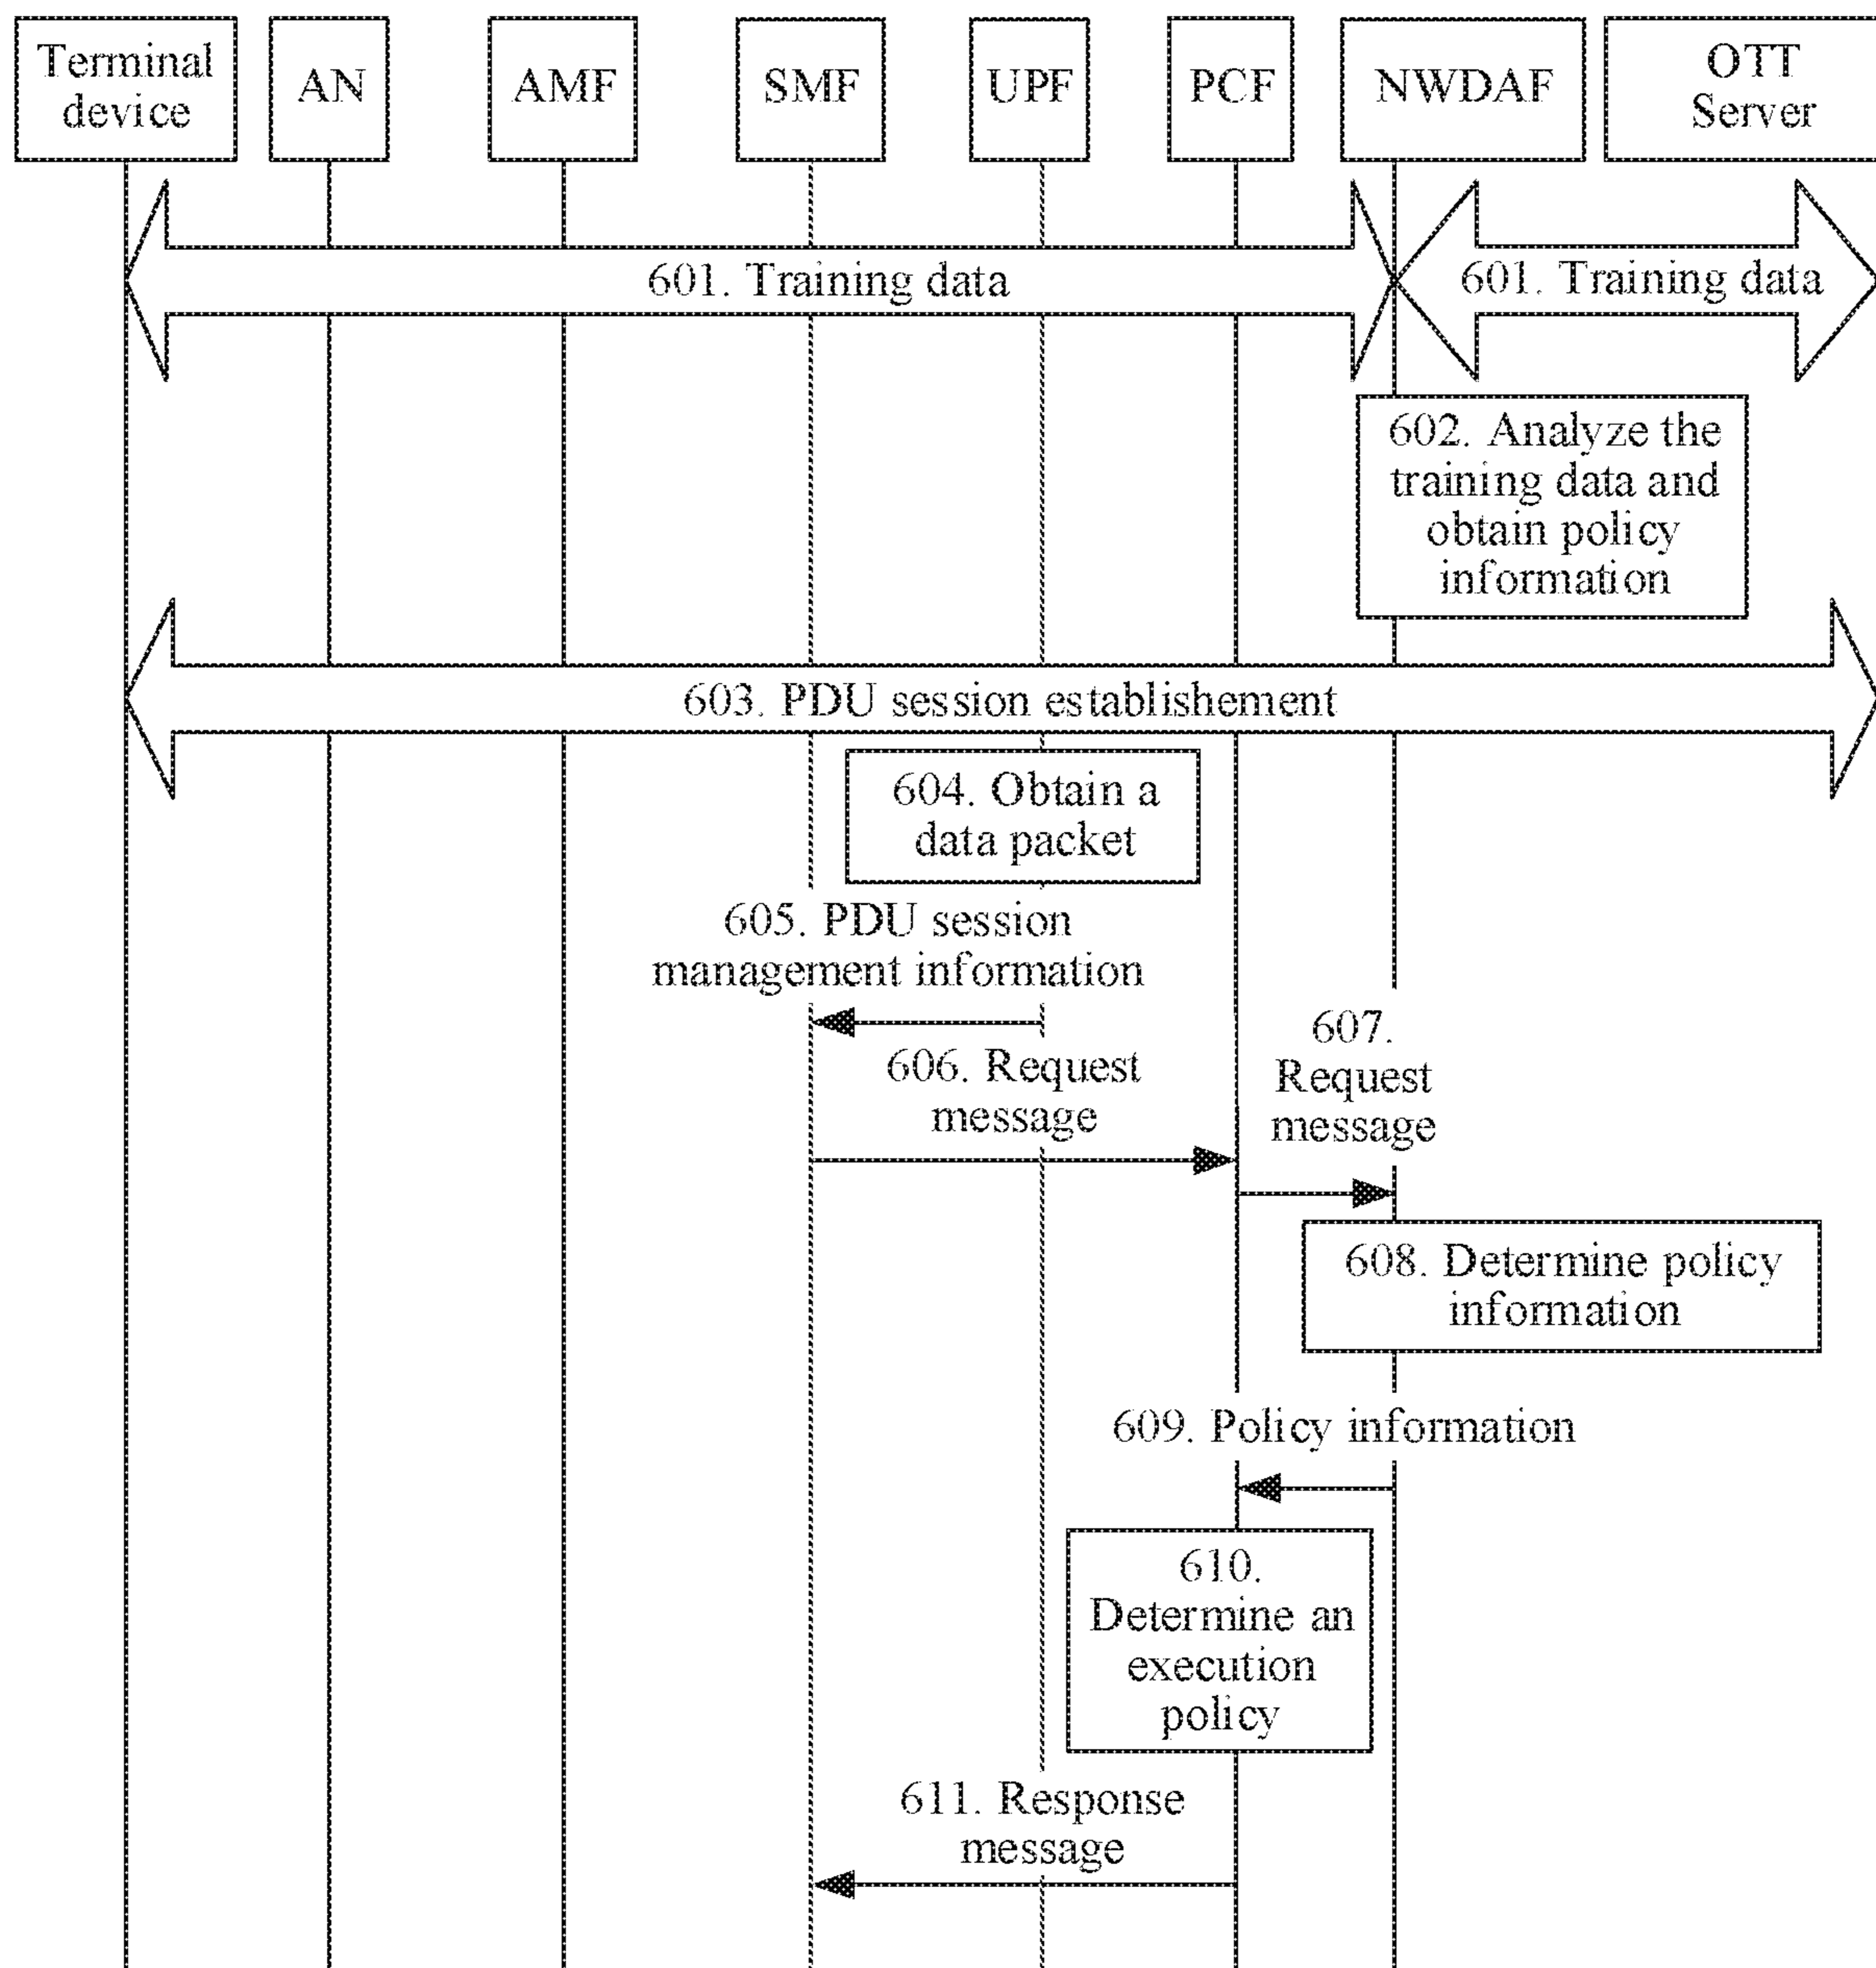 Terminal
device
AN
AMF
SMF
UPF
PCF
NWDAF
OTT
Server
601. Training data
601. Training data
602. Analyze the
training data and
obtain policy
information
603. PDU session establishement
604. Obtain a
data packet
605. PDU session
management information
606. Request
message
607.
Request
message
608. Determine policy
information
609. Policy information
610.
Determine an
execution
policy
611. Response
message